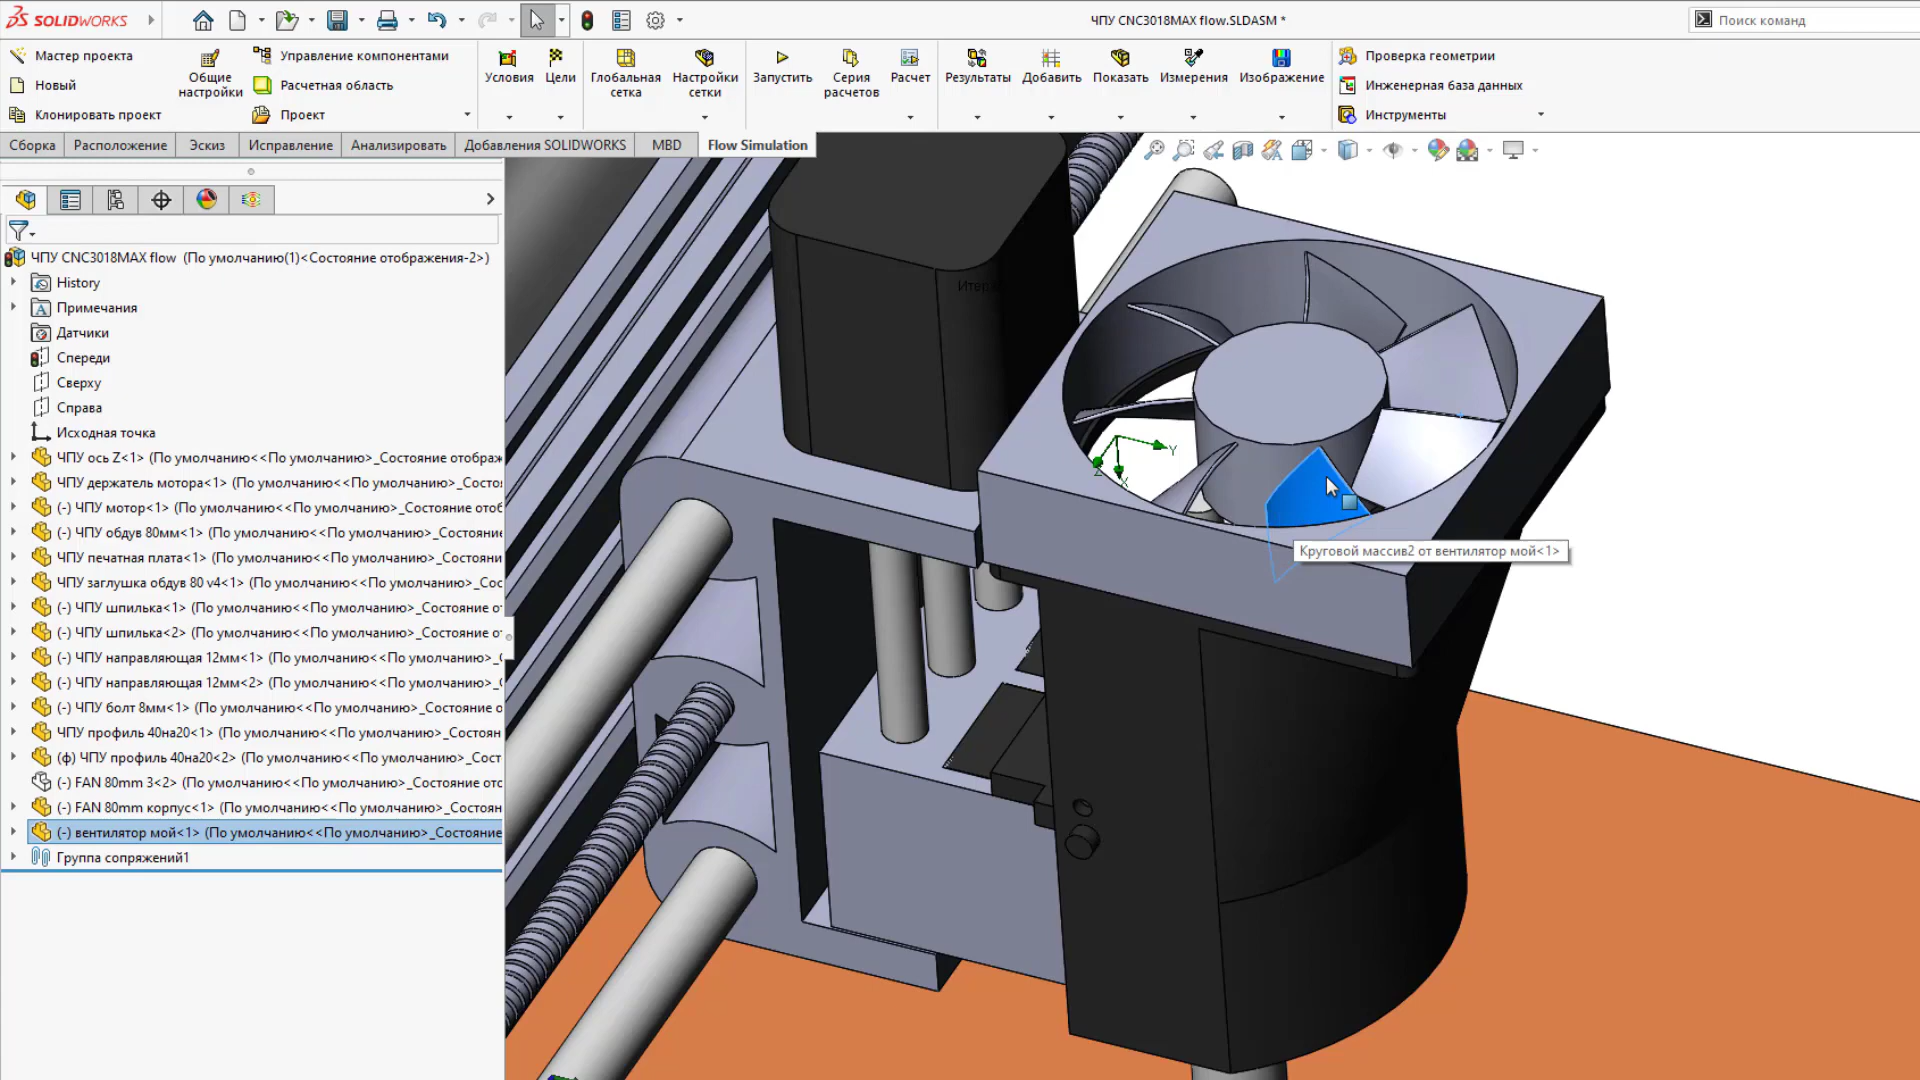 SOLIDWORKS
ЧПУ CNC3018MAX flow.SLDASM *
Поиск команд
Мастер проекта
Новый
Клонировать проект
Общие настройки
Управление компонентами
Расчетная область
Проект
Условия
Цели
Глобальная сетка
Настройки сетки
Запустить
Серия расчетов
Расчет
Результаты
Добавить
Показать
Измерения
Изображение
Проверка геометрии
Инженерная база данных
Инструменты
Сборка
Расположение
Эскиз
Исправление
Анализировать
Добавления SOLIDWORKS
MBD
Flow Simulation
ЧПУ CNC3018MAX flow (По умолчанию(1)<Состояние отображения-2>)
History
Примечания
Датчики
Спереди
Сверху
Справа
Исходная точка
ЧПУ ось Z<1> (По умолчанию<<По умолчанию>_Состояние отображ
ЧПУ держатель мотора<1> (По умолчанию<<По умолчанию>_Состо
(-) ЧПУ мотор<1> (По умолчанию<<По умолчанию>_Состояние отоб
(-) ЧПУ обдув 80мм<1> (По умолчанию<<По умолчанию>_Состояни
ЧПУ печатная плата<1> (По умолчанию<<По умолчанию>_Состоян
ЧПУ заглушка обдув 80 v4<1> (По умолчанию<<По умолчанию>_Сос
(-) ЧПУ шпилька<1> (По умолчанию<<По умолчанию>_Состояние от
(-) ЧПУ шпилька<2> (По умолчанию<<По умолчанию>_Состояние от
(-) ЧПУ направляющая 12мм<1> (По умолчанию<<По умолчанию>_
(-) ЧПУ направляющая 12мм<2> (По умолчанию<<По умолчанию>_
(-) ЧПУ болт 8мм<1> (По умолчанию<<По умолчанию>_Состояние о
ЧПУ профиль 40на20<1> (По умолчанию<<По умолчанию>_Состоян
(ф) ЧПУ профиль 40на20<2> (По умолчанию<<По умолчанию>_Сост
(-) FAN 80mm 3<2> (По умолчанию<<По умолчанию>_Состояние отс
(-) FAN 80mm корпус<1> (По умолчанию<<По умолчанию>_Состоян
(-) вентилятор мой<1> (По умолчанию<<По умолчанию>_Состояние
Группа сопряжений1
Y
Z
X
Круговой массив2 от вентилятор мой<1>